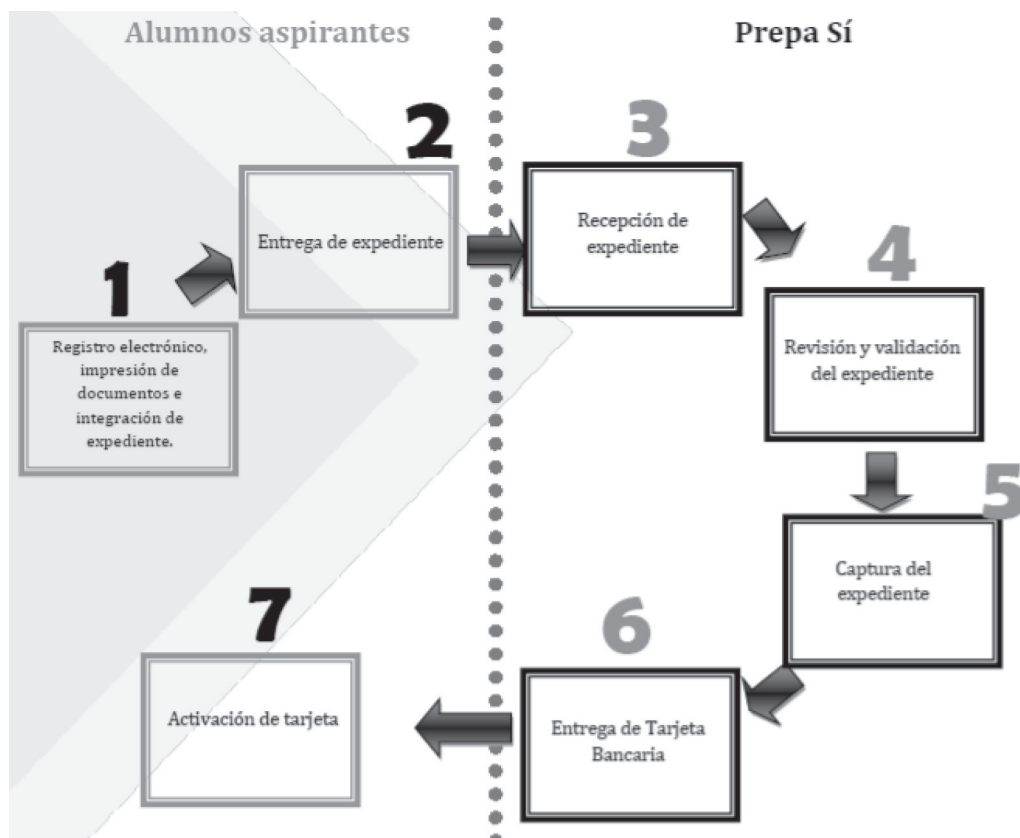 Alumnos aspirantes
Prepa Sí
1
Registro electrónico,
impresión de
documentos e
integración de
expediente.
2
Entrega de expediente
3
Recepción de
expediente
4
Revisión y validación
del expediente
5
Captura del
expediente
6
Entrega de Tarjeta
Bancaria
7
Activación de tarjeta